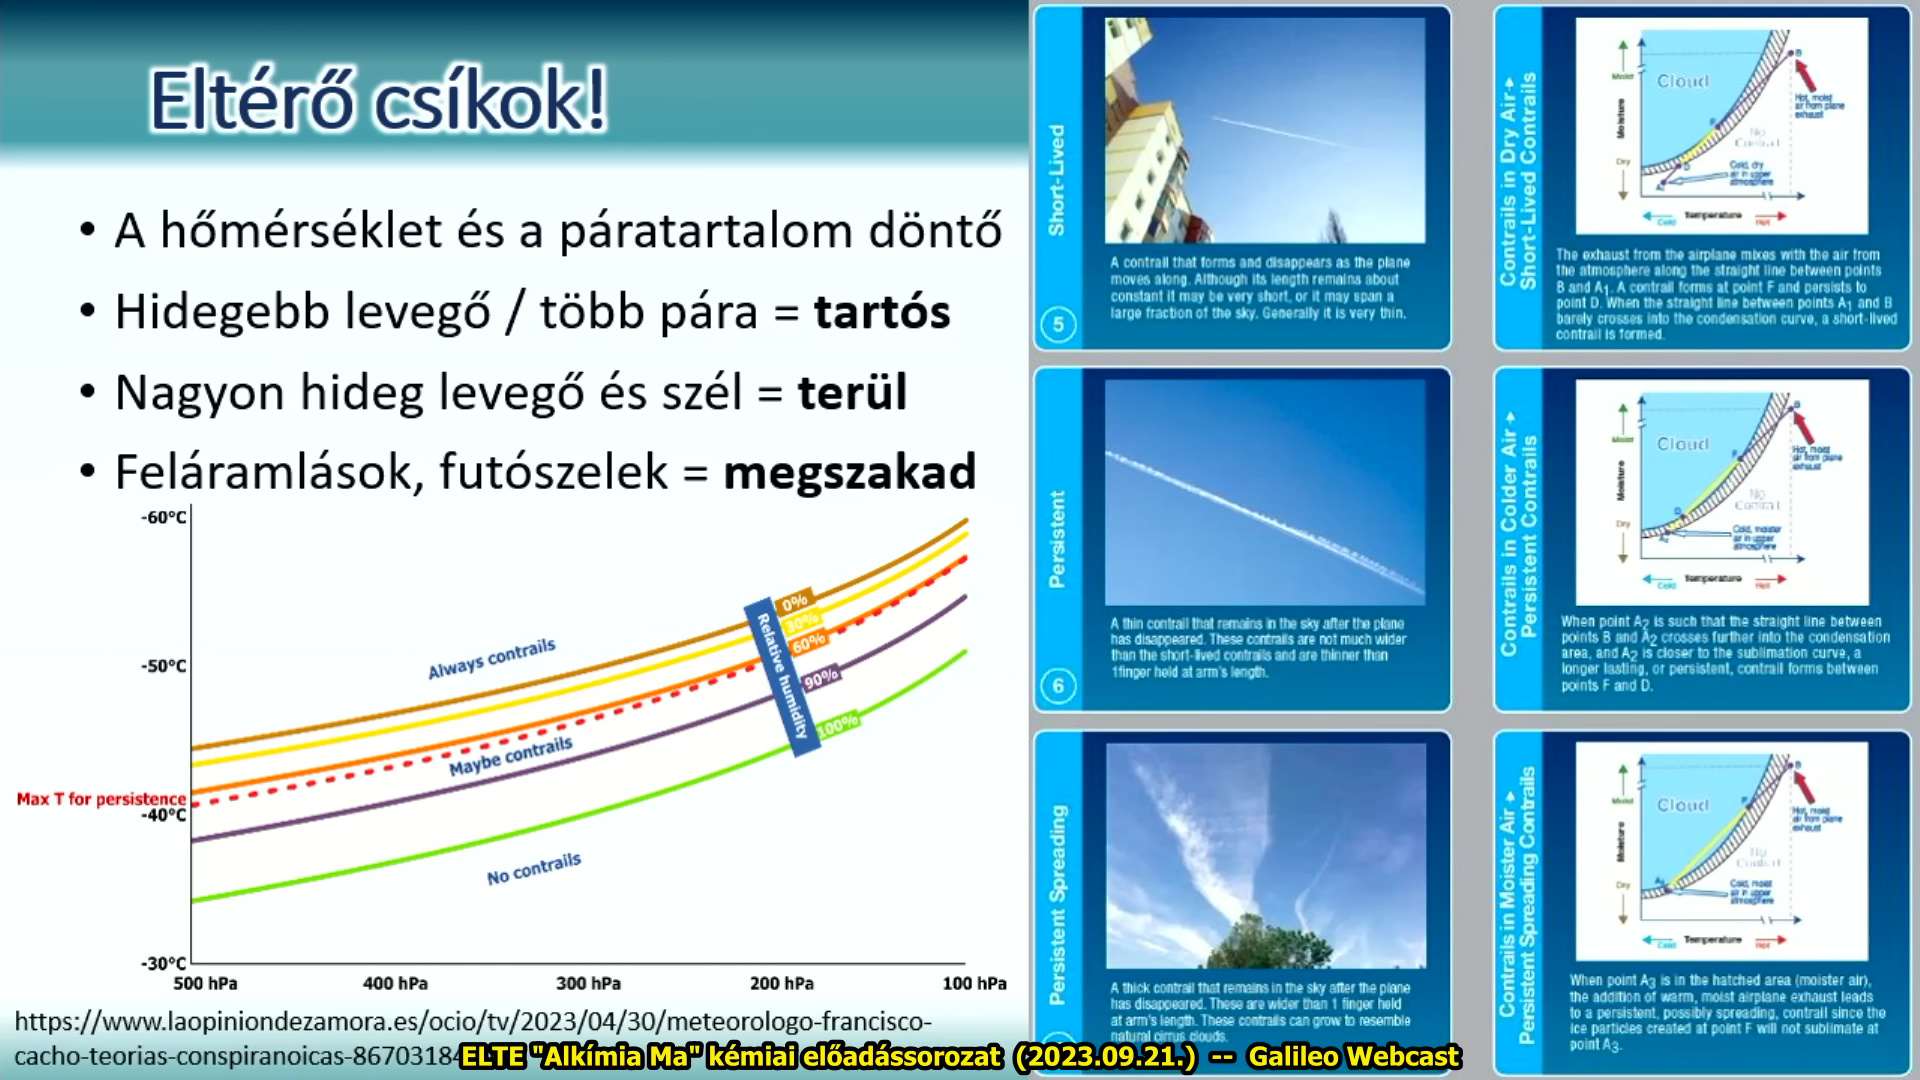 Eltérő csíkok!
• A hőmérséklet és a páratartalom döntő
• Hidegebb levegő / több pára = tartós
• Nagyon hideg levegő és szél = terül
• Feláramlások, futószelek = megszakad
-60°C
-50°C
Max T for persistence
-40°C
-30°C
500 hPa
400 hPa
300 hPa
200 hPa
100 hPa
Always contrails
Maybe contrails
No contrails
Relative humidity
0%
30%
60%
90%
100%
https://www.laopiniondezamora.es/ocio/tv/2023/04/30/meteorologo-francisco-
cacho-teorias-conspiranoicas-86703184
Short-Lived
5
A contrail that forms and disappears as the plane
moves along. Although its length remains about
constant it may be very short, or it may span a
large fraction of the sky. Generally it is very thin.
Contrails in Dry Air→
Short-Lived Contrails
Cloud
No
Contrail
Moist
Moisture
Dry
Cold
Temperature
Hot
B
F
D
A1
Hot, moist
air from plane
exhaust
Cold, dry
air in upper
atmosphere
The exhaust from the airplane mixes with the air from
the atmosphere along the straight line between points
B and A1. A contrail forms at point F and persists to
point D. When the straight line between points A1 and B
barely crosses into the condensation curve, a short-lived
contrail is formed.
Persistent
6
A thin contrail that remains in the sky after the plane
has disappeared. These contrails are not much wider
than the short-lived contrails and are thinner than
1finger held at arm's length.
Contrails in Colder Air→
Persistent Contrails
Cloud
No
Contrail
Moist
Moisture
Dry
Cold
Temperature
Hot
B
F
D
A2
Hot, moist
air from plane
exhaust
Cold, moister
air in upper
atmosphere
When point A2 is such that the straight line between
points B and A2 crosses further into the condensation
area, and A2 is closer to the sublimation curve, a
longer lasting, or persistent, contrail forms between
points F and D.
Persistent Spreading
A thick contrail that remains in the sky after the plane
has disappeared. These are wider than 1 finger held
at arm's length. These contrails can grow to resemble
natural cirrus clouds.
Contrails in Moister Air→
Persistent Spreading Contrails
Cloud
No
Contrail
Moist
Moisture
Dry
Cold
Temperature
Hot
B
F
A3
Hot, moist
air from plane
exhaust
Cold, moist
air in upper
atmosphere
When point A3 is in the hatched area (moister air),
the addition of warm, moist airplane exhaust leads
to a persistent, possibly spreading, contrail since the
ice particles created at point F will not sublimate at
point A3.
ELTE "Alkímia Ma" kémiai előadássorozat (2023.09.21.) -- Galileo Webcast